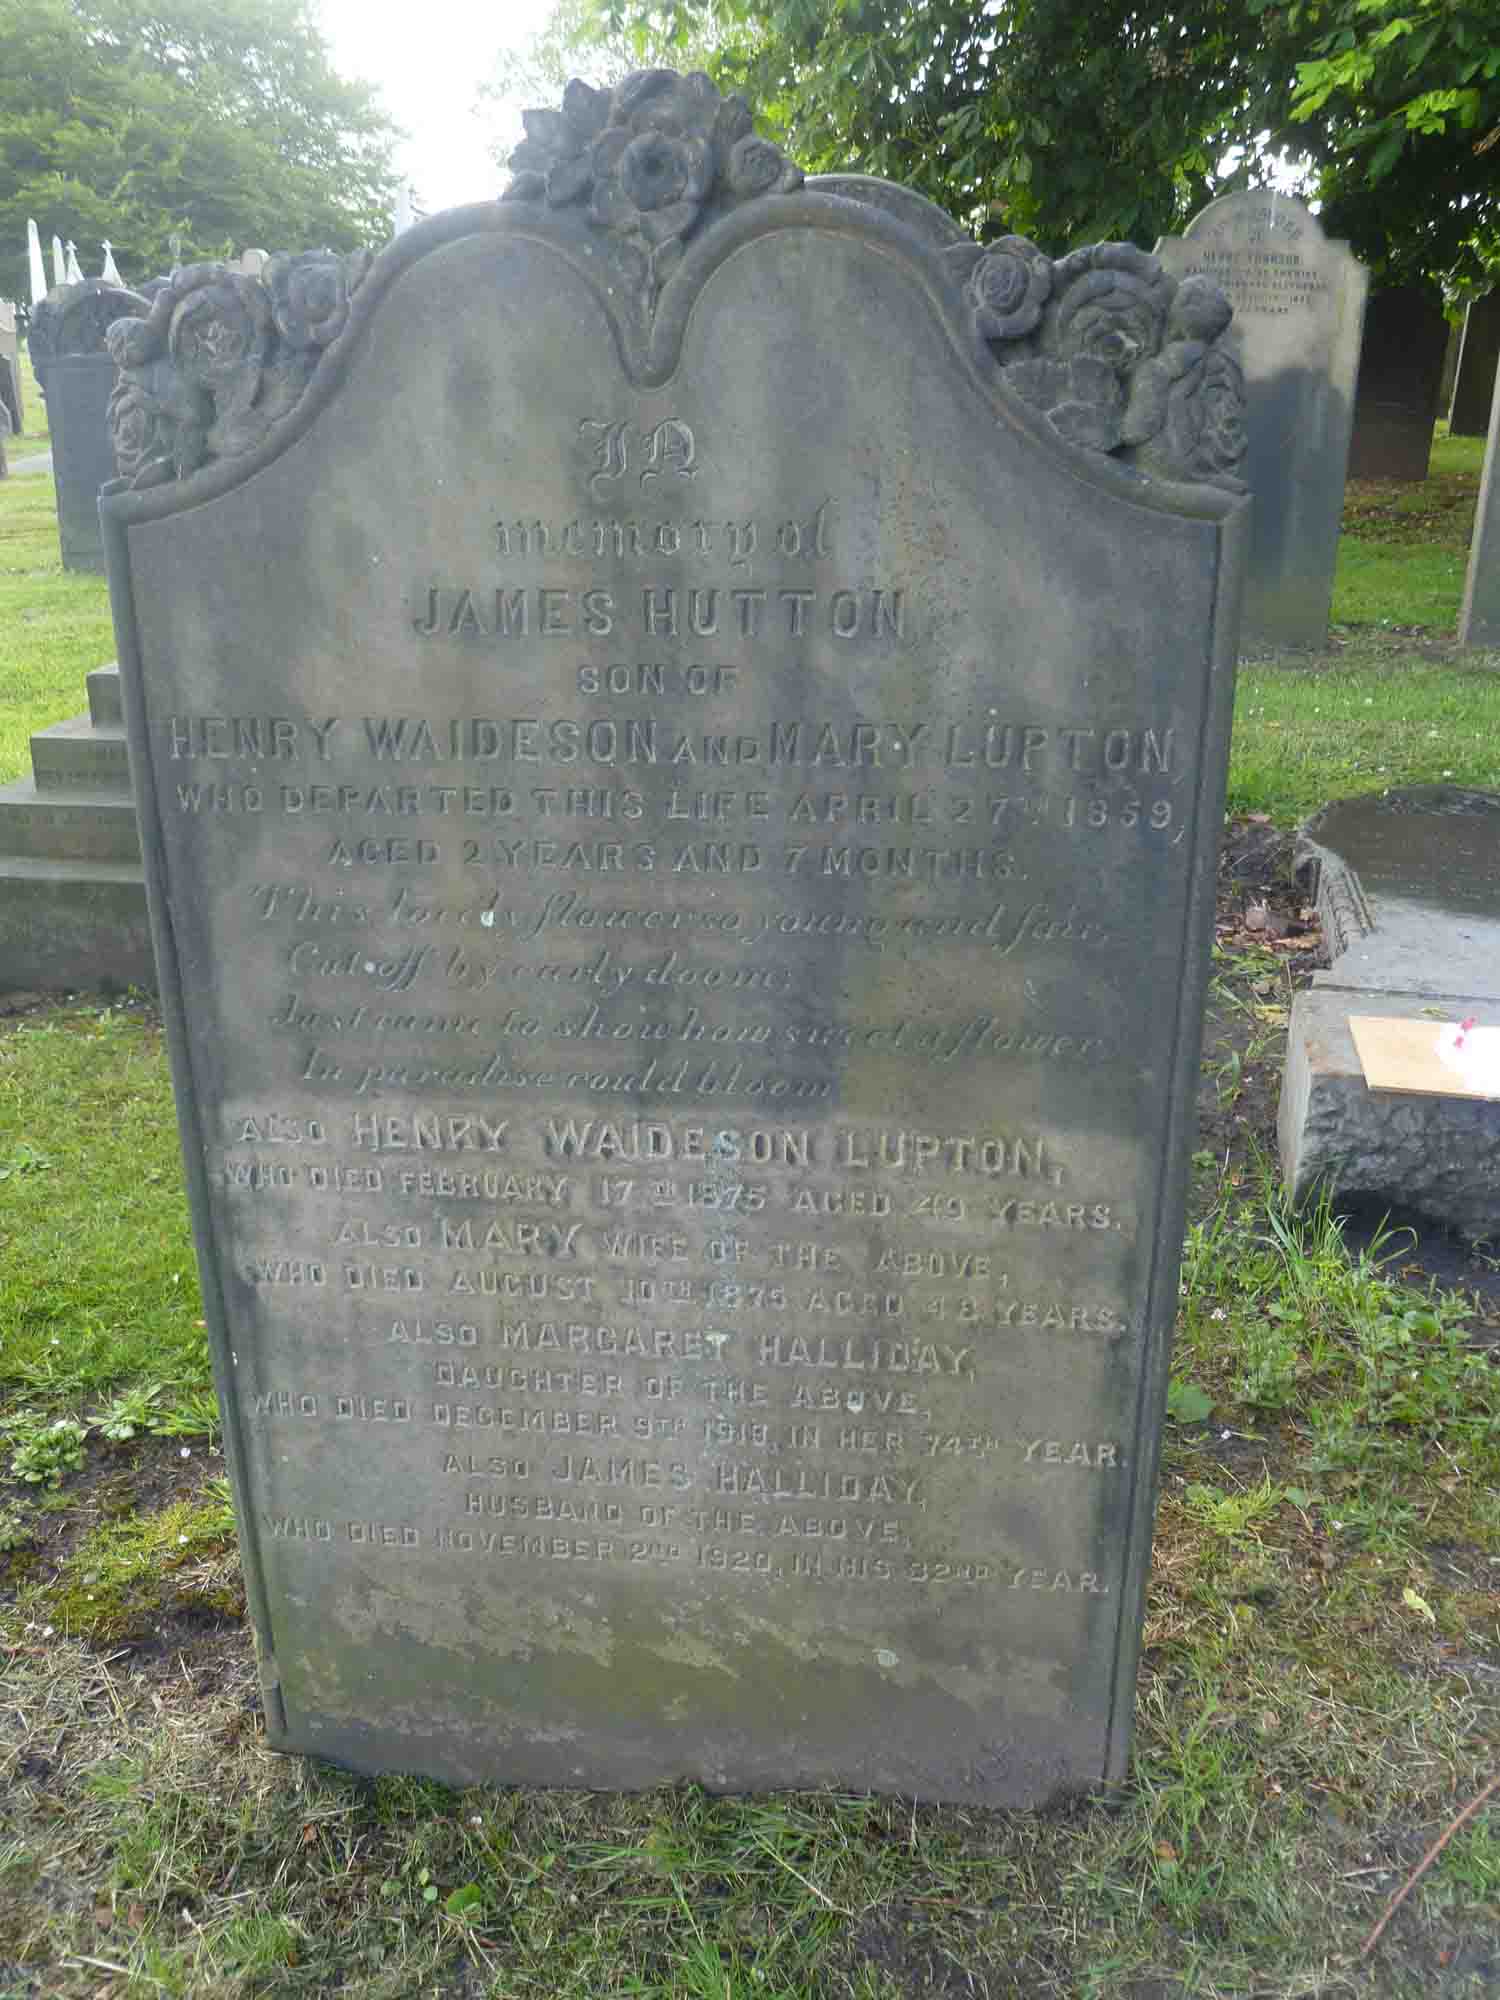 IN
memory of
JAMES HUTTON
SON OF
HENRY WAIDESON AND MARY LUPTON,
WHO DEPARTED THIS LIFE APRIL 27TH 1859,
AGED 2 YEARS AND 7 MONTHS.
This lovely flower so young and fair,
Cut off by early doom;
Just came to show how sweet a flower
In paradise could bloom
ALSO HENRY WAIDESON LUPTON,
WHO DIED FEBRUARY 17TH 1875 AGED 49 YEARS.
ALSO MARY WIFE OF THE ABOVE,
WHO DIED AUGUST 10TH 1875 AGED 48 YEARS.
ALSO MARGARET HALLIDAY,
DAUGHTER OF THE ABOVE,
WHO DIED DECEMBER 9TH IN HER 74TH YEAR.
ALSO JAMES HALLIDAY,
HUSBAND OF THE ABOVE,
WHO DIED NOVEMBER 2ND 1920, IN HIS YEAR.